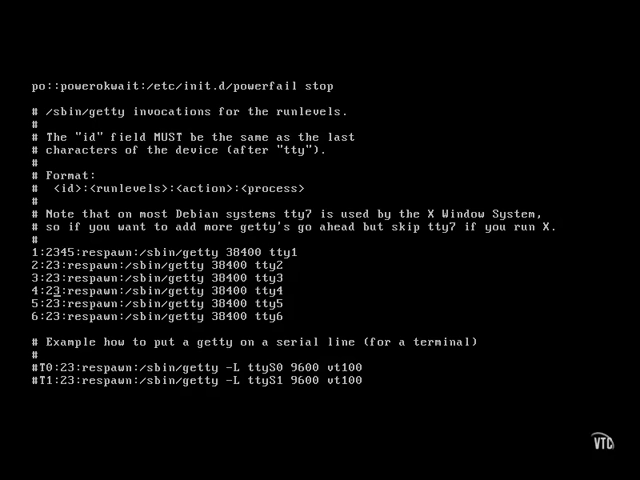 po::powerokwait:/etc/init.d/powerfail stop
# /sbin/getty invocations for the runlevels.
#
# The "id" field MUST be the same as the last
# characters of the device (after "tty").
#
# Format:
#  <id>:<runlevels>:<action>:<process>
#
# Note that on most Debian systems tty7 is used by the X Window System,
# so if you want to add more getty's go ahead but skip tty7 if you run X.
#
1:2345:respawn:/sbin/getty 38400 tty1
2:23:respawn:/sbin/getty 38400 tty2
3:23:respawn:/sbin/getty 38400 tty3
4:23:respawn:/sbin/getty 38400 tty4
5:23:respawn:/sbin/getty 38400 tty5
6:23:respawn:/sbin/getty 38400 tty6
# Example how to put a getty on a serial line (for a terminal)
#
#T0:23:respawn:/sbin/getty -L ttyS0 9600 vt100
#T1:23:respawn:/sbin/getty -L ttyS1 9600 vt100
VTC